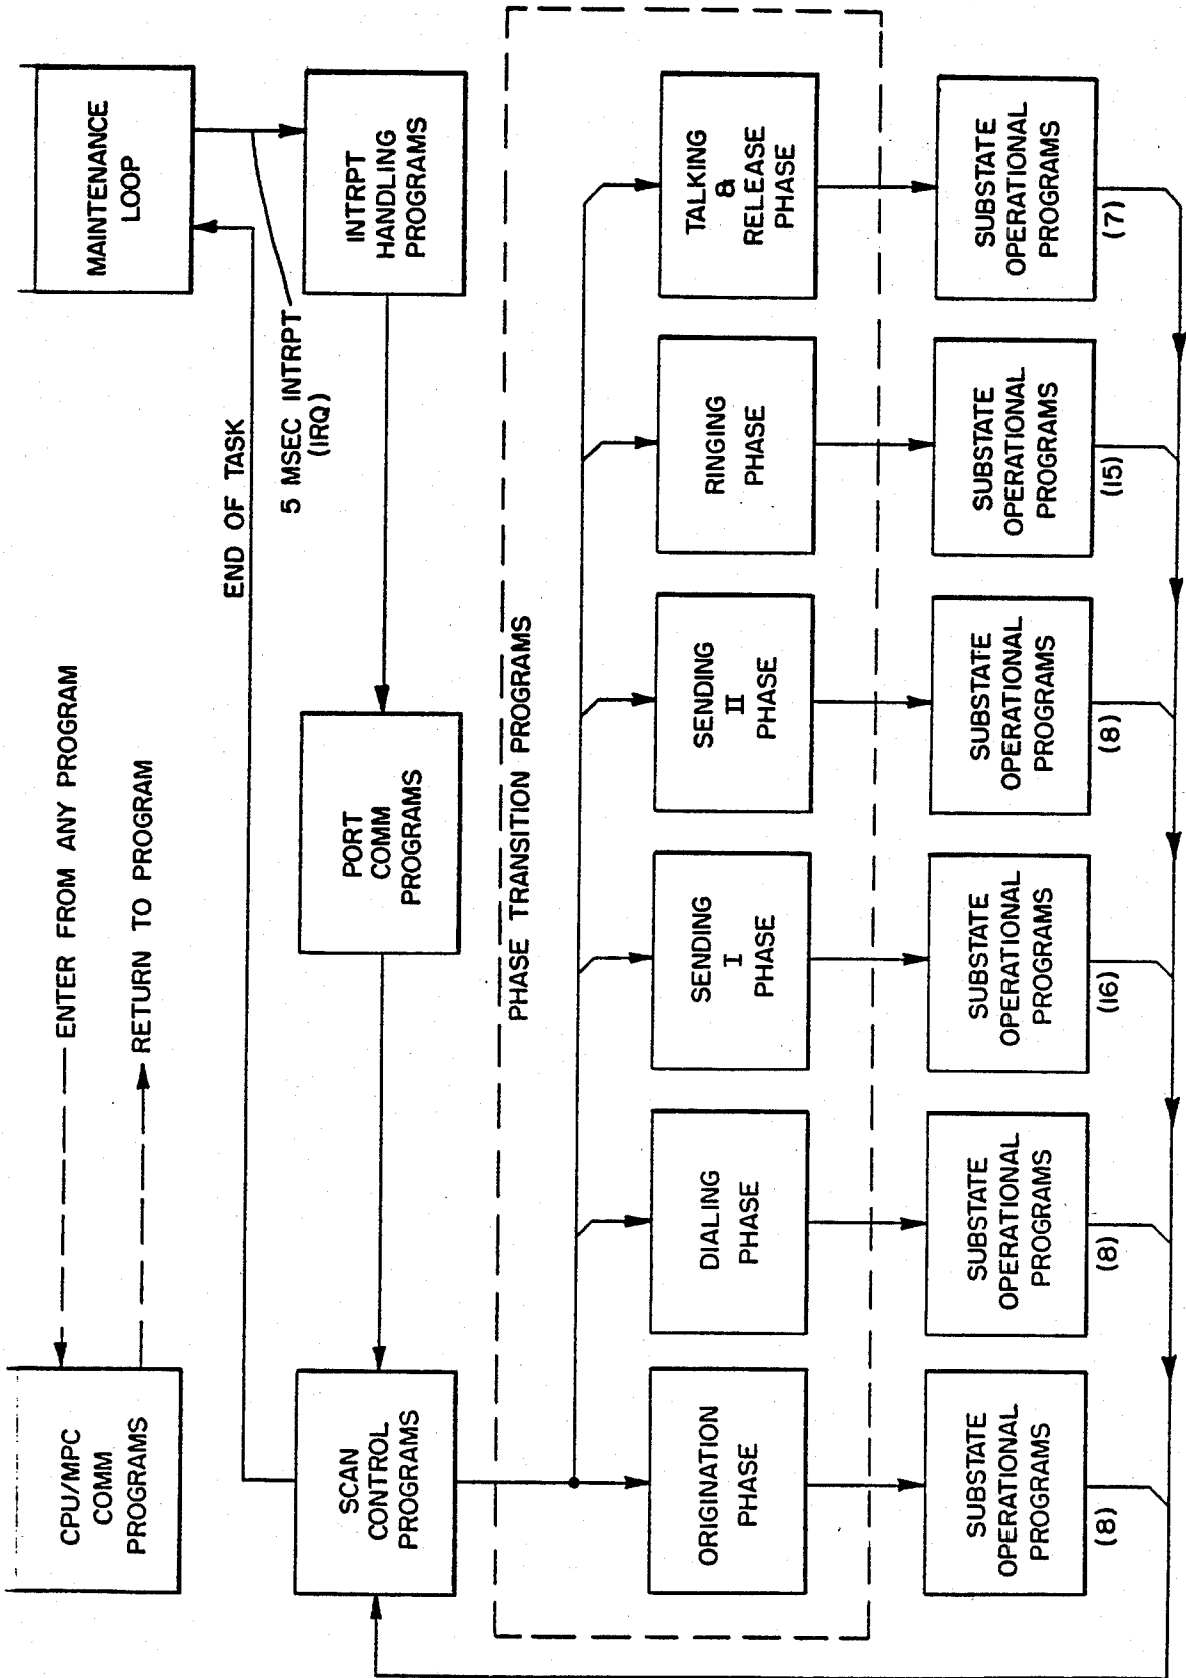 CPU/MPC
COMM
PROGRAMS
ENTER FROM ANY PROGRAM
RETURN TO PROGRAM
MAINTENANCE
LOOP
END OF TASK
5 MSEC INTRPT
(IRQ)
SCAN
CONTROL
PROGRAMS
PORT
COMM
PROGRAMS
INTRPT
HANDLING
PROGRAMS
PHASE TRANSITION PROGRAMS
ORIGINATION
PHASE
DIALING
PHASE
SENDING
I
PHASE
SENDING
II
PHASE
RINGING
PHASE
TALKING
&
RELEASE
PHASE
SUBSTATE
OPERATIONAL
PROGRAMS
(8)
SUBSTATE
OPERATIONAL
PROGRAMS
(8)
SUBSTATE
OPERATIONAL
PROGRAMS
(16)
SUBSTATE
OPERATIONAL
PROGRAMS
(8)
SUBSTATE
OPERATIONAL
PROGRAMS
(15)
SUBSTATE
OPERATIONAL
PROGRAMS
(7)